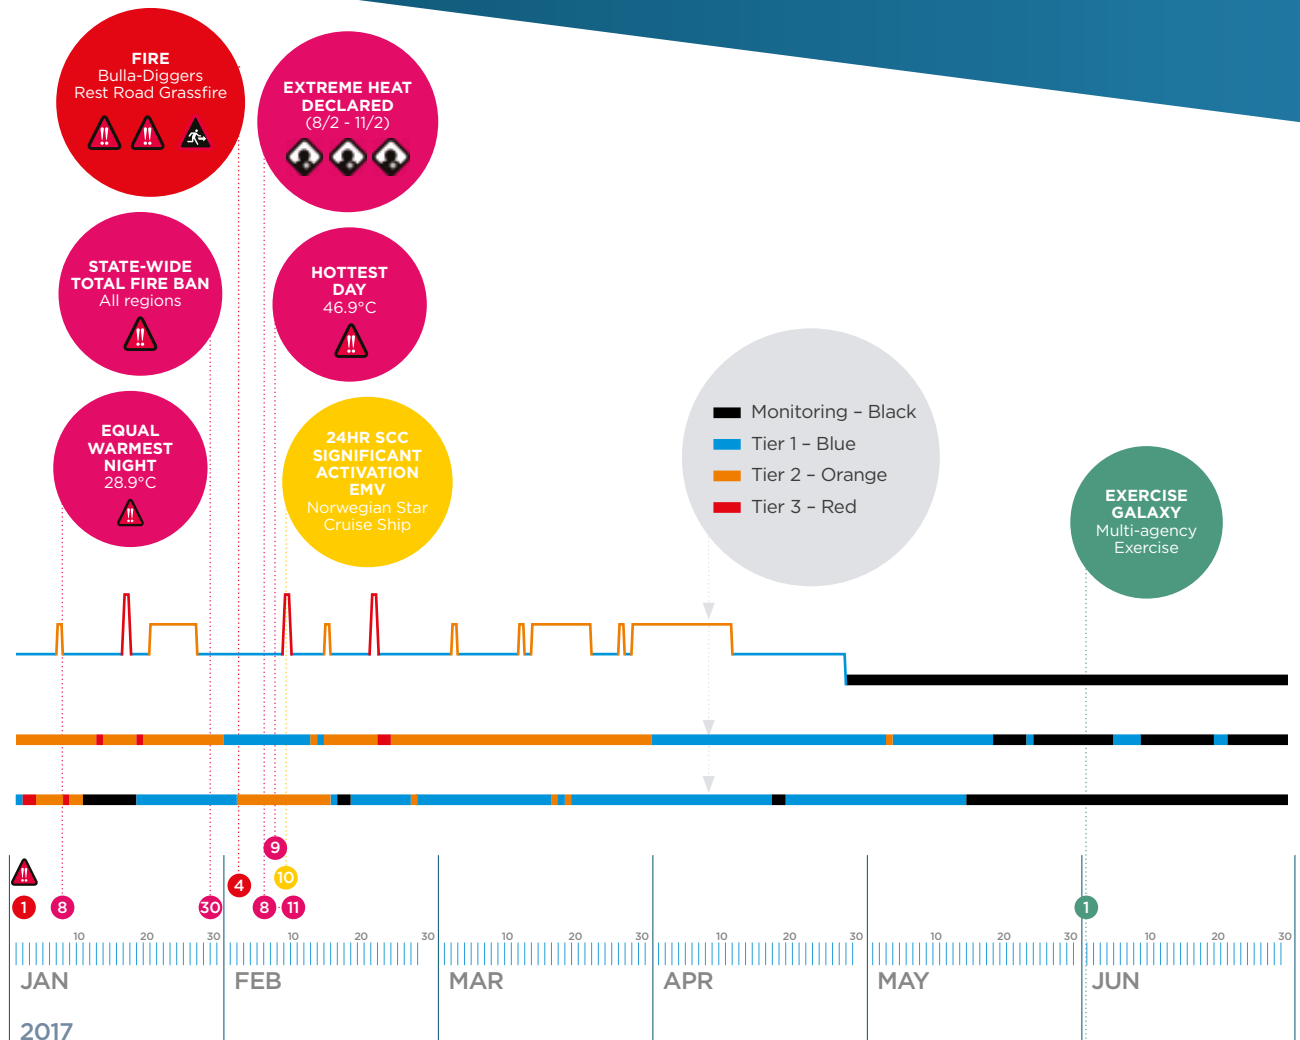 FIRE
Bulla-Diggers
Rest Road Grassfire
EXTREME HEAT
DECLARED
(8/2 - 11/2)
STATE-WIDE
TOTAL FIRE BAN
All regions
HOTTEST
DAY
46.9°C
EQUAL
WARMEST
NIGHT
28.9°C
24HR SCC
SIGNIFICANT
ACTIVATION
EMV
Norwegian Star
Cruise Ship
Monitoring – Black
Tier 1 – Blue
Tier 2 – Orange
Tier 3 – Red
EXERCISE
GALAXY
Multi-agency
Exercise
9
10
4
1 8 30 8 11 1
10 20 30 10 20 30 10 20 30 10 20 30 10 20 30 10 20 30
JAN FEB MAR APR MAY JUN
2017